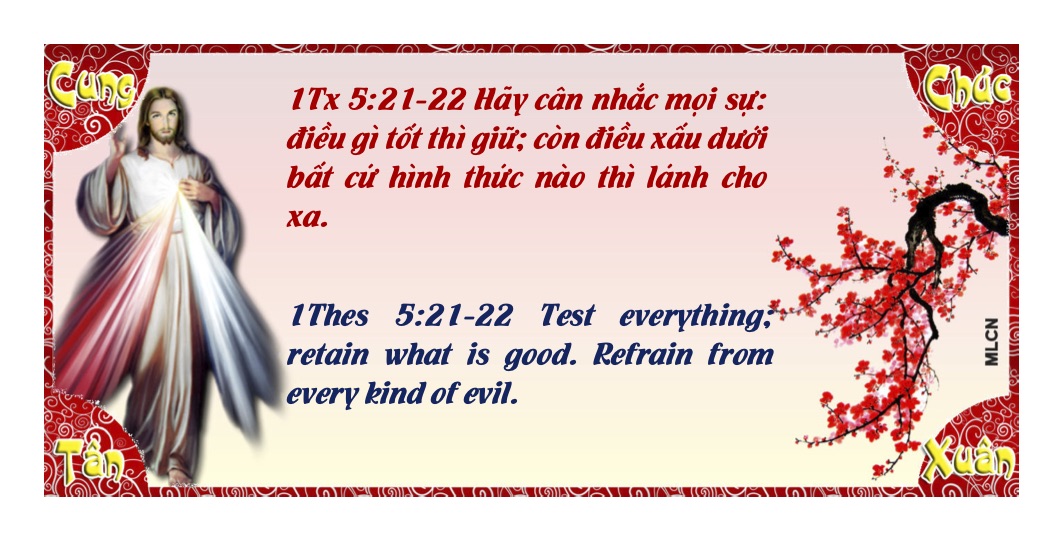 Cung
Chúc
1Tx 5:21-22 Hãy cân nhắc mọi sự:
điều gì tốt thì giữ; còn điều xấu dưới
bất cứ hình thức nào thì lánh cho
xa.
1Thes 5:21-22 Test everything;
retain what is good. Refrain from
every kind of evil.
MLCN
Tân
Xuân